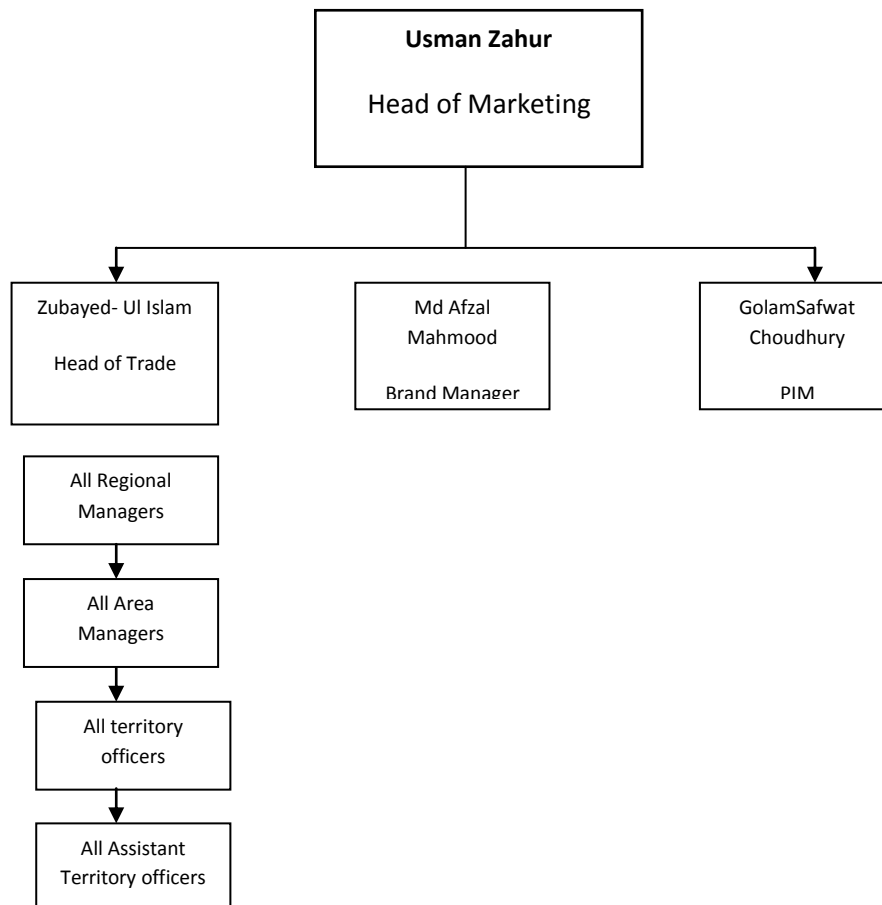 Usman Zahur
Head of Marketing
Zubayed- Ul Islam
Head of Trade
Md Afzal
Mahmood
Brand Manager
GolamSafwat
Choudhury
PIM
All Regional
Managers
All Area
Managers
All territory
officers
All Assistant
Territory officers